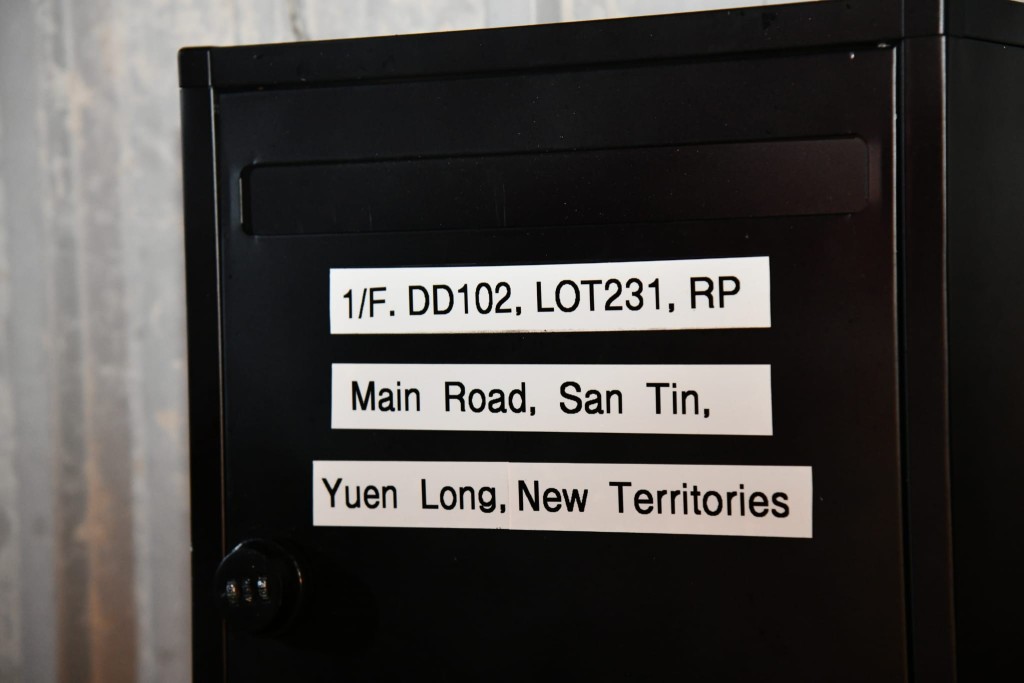 1/F. DD102, LOT231, RP
Main Road, San Tin,
Yuen Long, New Territories